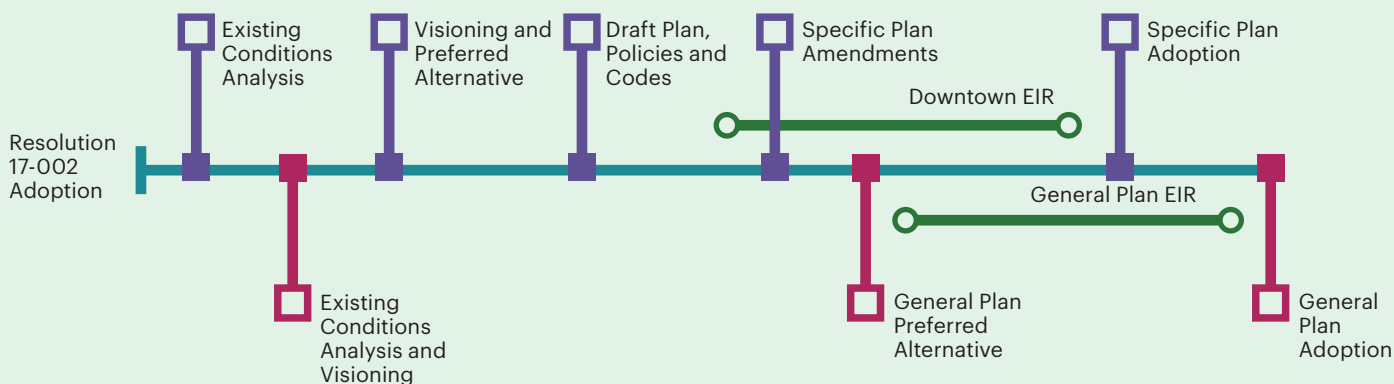 Existing
Conditions
Analysis
Visioning and
Preferred
Alternative
Draft Plan,
Policies and
Codes
Specific Plan
Amendments
Specific Plan
Adoption
Downtown EIR
Resolution
17-002
Adoption
General Plan EIR
Existing
Conditions
Analysis and
Visioning
General Plan
Preferred
Alternative
General
Plan
Adoption